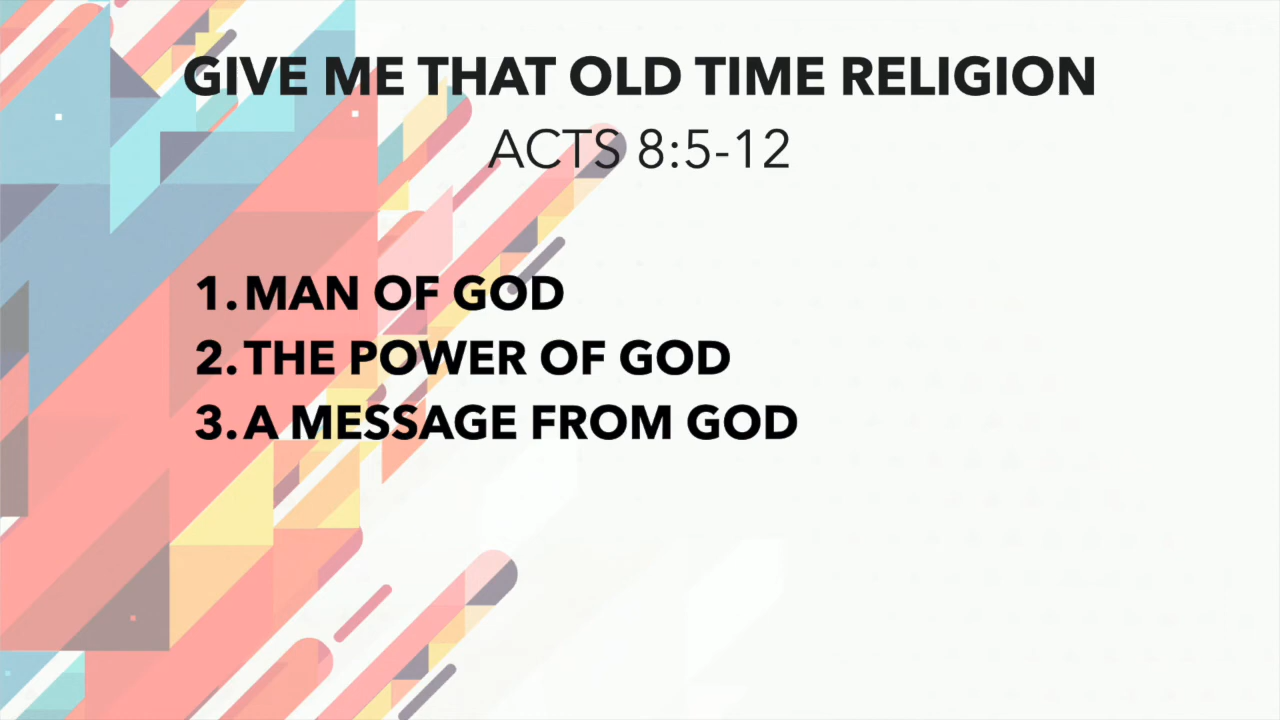 GIVE ME THAT OLD TIME RELIGION
ACTS 8:5-12
1. MAN OF GOD
2. THE POWER OF GOD
3. A MESSAGE FROM GOD